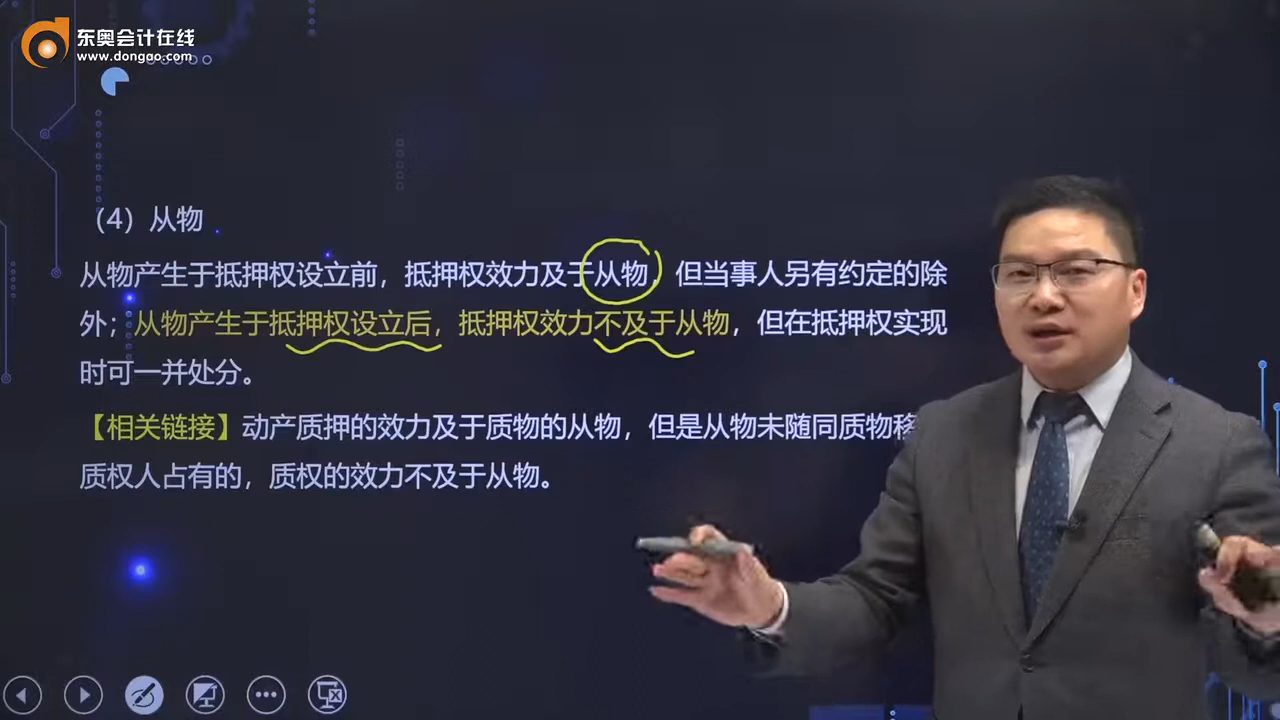 东奥会计在线
www.dongao.com
（4）从物
从物产生于抵押权设立前，抵押权效力及于从物，但当事人另有约定的除
外；从物产生于抵押权设立后，抵押权效力不及于从物，但在抵押权实现
时可一并处分。
【相关链接】动产质押的效力及于质物的从物，但是从物未随同质物移
质权人占有的，质权的效力不及于从物。